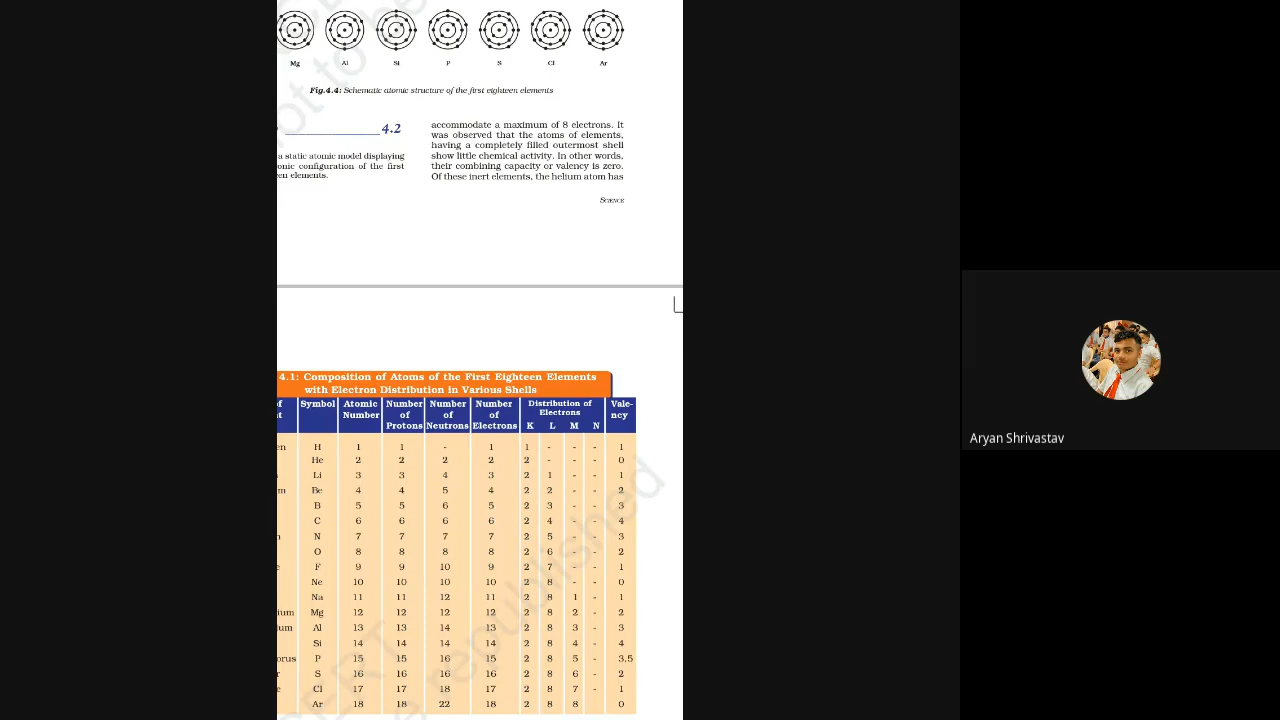 Mg Al Si P S Cl Ar
Fig.4.4: Schematic atomic structure of the first eighteen elements
4.2
a static atomic model displaying
onic configuration of the first
en elements.
accommodate a maximum of 8 electrons. It
was observed that the atoms of elements,
having a completely filled outermost shell
show little chemical activity. In other words,
their combining capacity or valency is zero.
Of these inert elements, the helium atom has
Science
4.1: Composition of Atoms of the First Eighteen Elements
with Electron Distribution in Various Shells
of Symbol Atomic Number Number of Protons Number of Neutrons Number of Electrons Distribution of Electrons K L M N Vale-ncy
en H 1 1 - 1 1 - - - 1
He 2 2 2 2 2 - - - 0
Li 3 3 4 3 2 1 - - 1
m Be 4 4 5 4 2 2 - - 2
B 5 5 6 5 2 3 - - 3
C 6 6 6 6 2 4 - - 4
n N 7 7 7 7 2 5 - - 3
O 8 8 8 8 2 6 - - 2
e F 9 9 10 9 2 7 - - 1
Ne 10 10 10 10 2 8 - - 0
Na 11 11 12 11 2 8 1 - 1
ium Mg 12 12 12 12 2 8 2 - 2
um Al 13 13 14 13 2 8 3 - 3
Si 14 14 14 14 2 8 4 - 4
orus P 15 15 16 15 2 8 5 - 3,5
r S 16 16 16 16 2 8 6 - 2
e Cl 17 17 18 17 2 8 7 - 1
Ar 18 18 22 18 2 8 8 0
Aryan Shrivastav